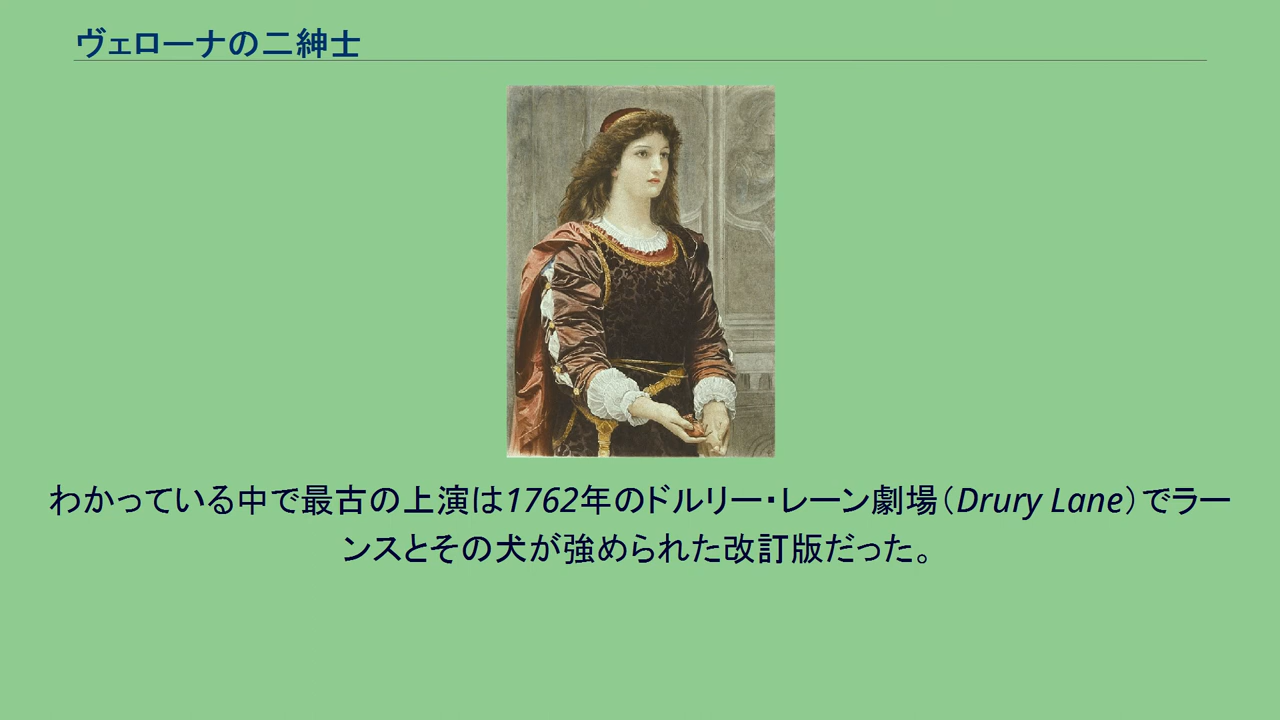 ヴェローナの二紳士
わかっている中で最古の上演は1762年のドルリー・レーン劇場（Drury Lane）でラー
ンスとその犬が強められた改訂版だった。